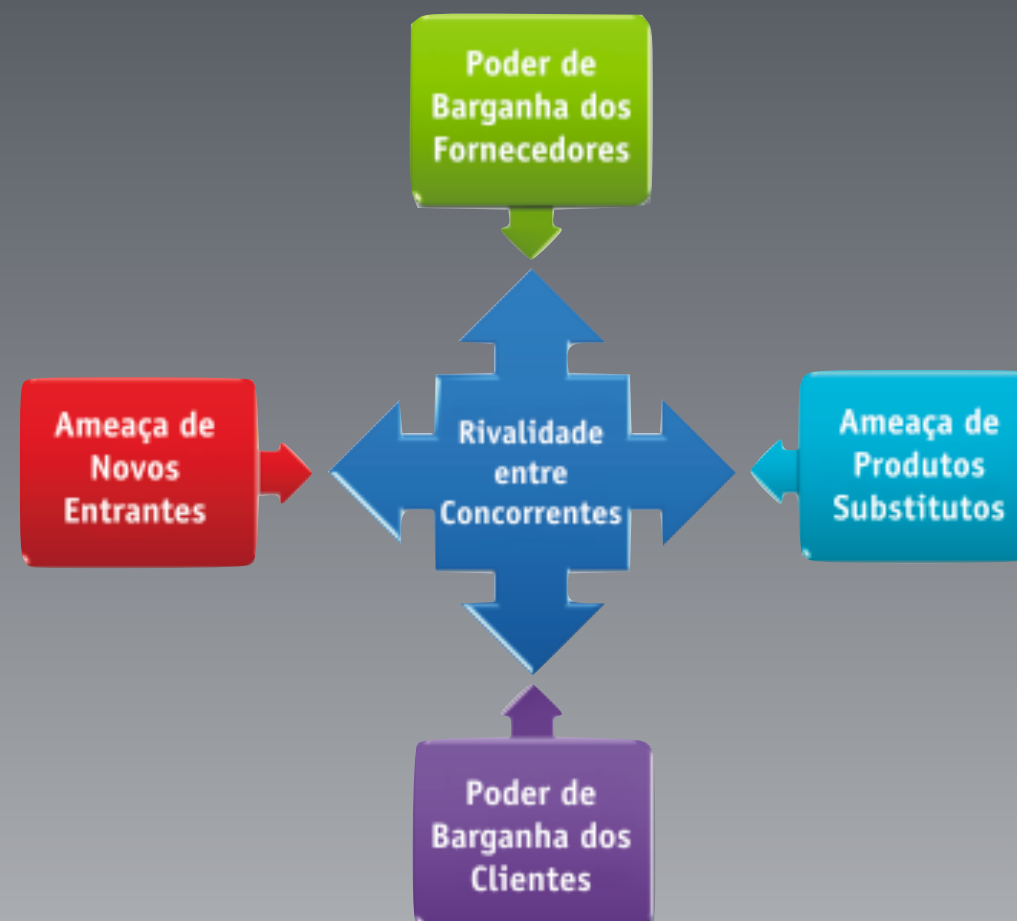 Poder de
Barganha dos
Fornecedores
Ameaça de
Novos
Entrantes
Rivalidade
entre
Concorrentes
Ameaça de
Produtos
Substitutos
Poder de
Barganha dos
Clientes